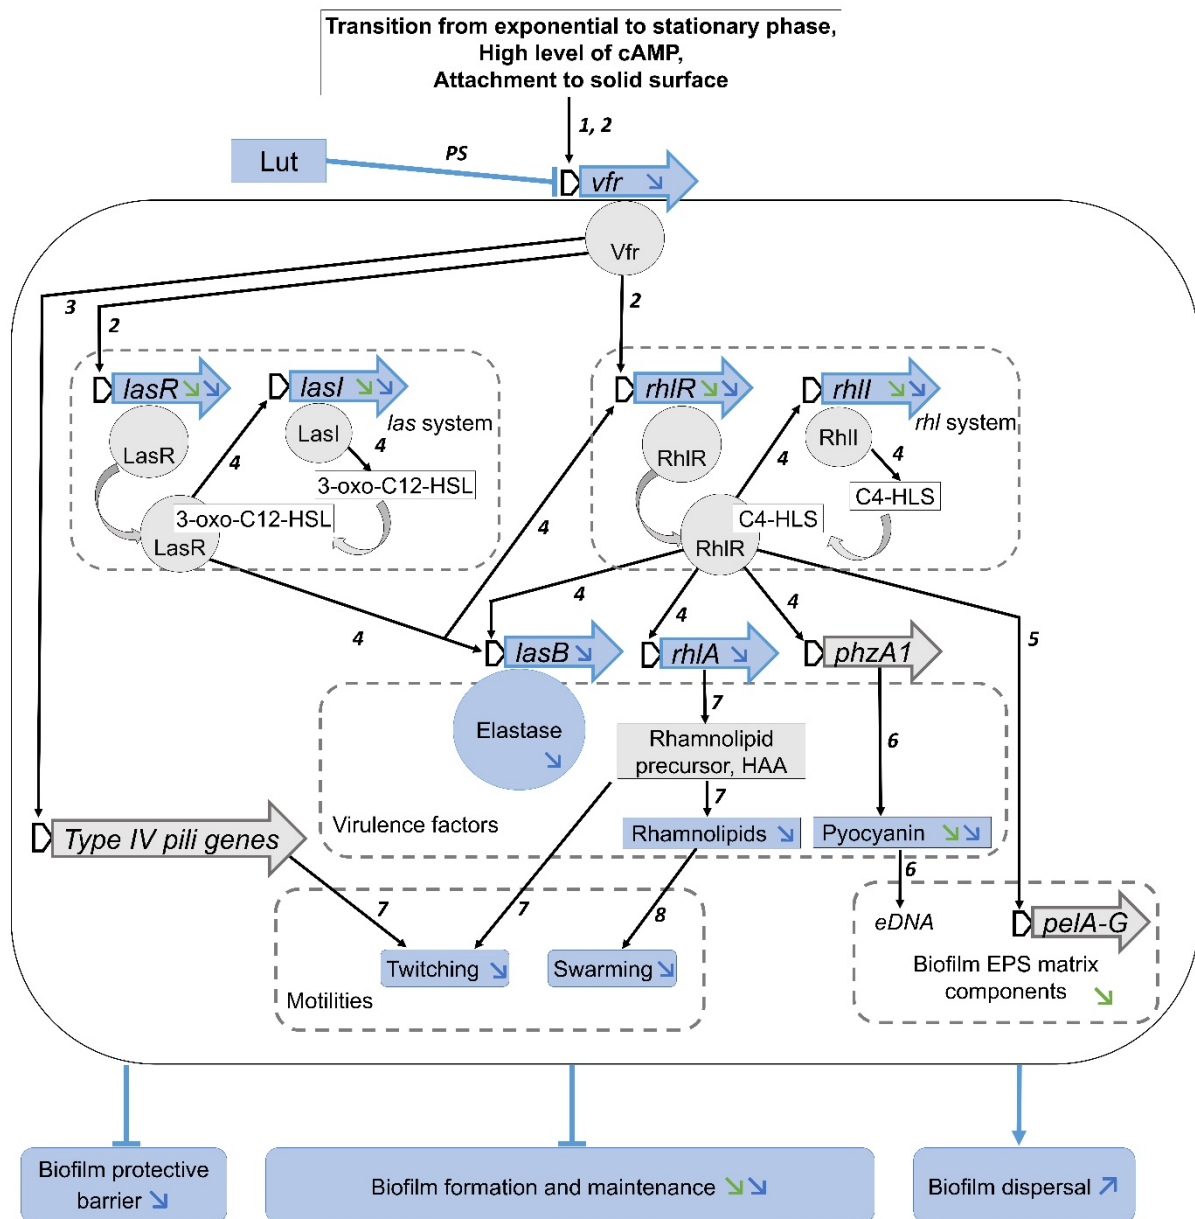 Transition from exponential to stationary phase,
High level of cAMP,
Attachment to solid surface
1, 2
PS
Lut
vfr
Vfr
3
2
2
lasR
lasI
rhlR
rhlI
las system
rhl system
LasR
LasI
4
RhlR
RhlI
4
4
3-oxo-C12-HSL
4
C4-HLS
3-oxo-C12-HSL
C4-HLS
LasR
RhlR
4
4
4
4
4
5
lasB
rhlA
phzA1
pelA-G
7
6
Elastase
Rhamnolipid
precursor, HAA
7
Virulence factors
Rhamnolipids
Pyocyanin
Type IV pili genes
6
7
7
8
eDNA
Twitching
Swarming
Motilities
Biofilm EPS matrix
components
Biofilm protective
barrier
Biofilm formation and maintenance
Biofilm dispersal